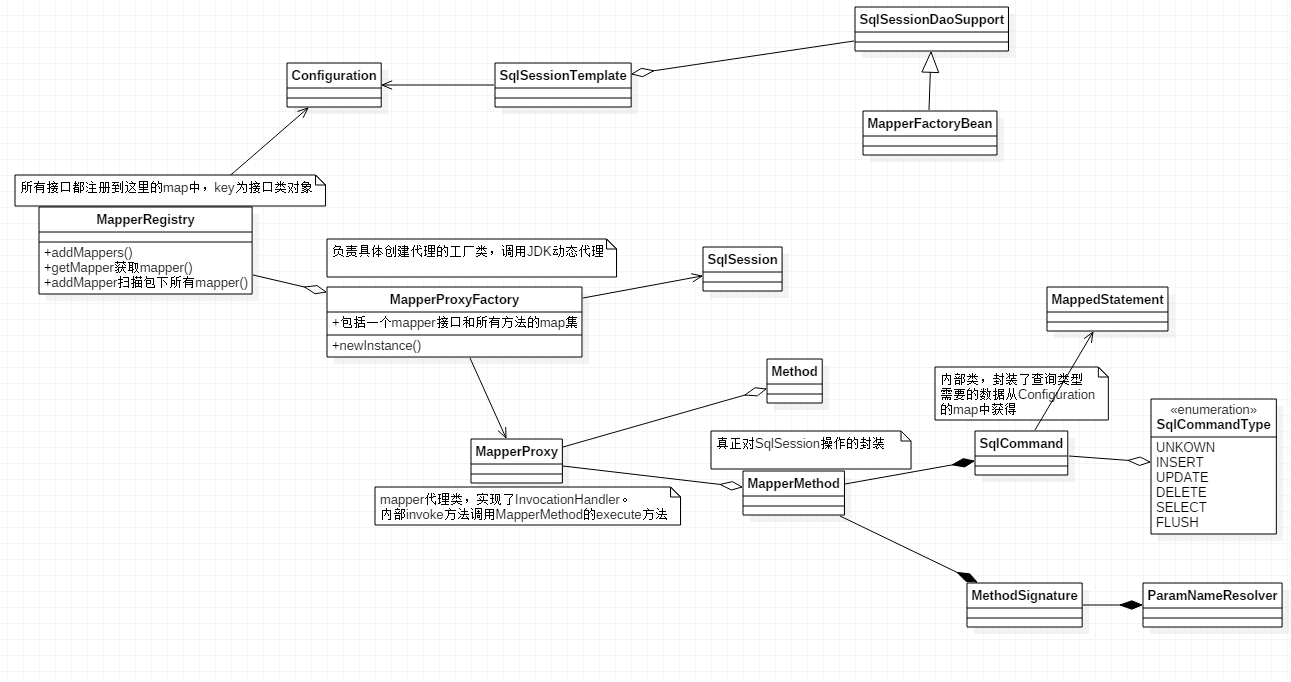 SqlSessionDaoSupport
Configuration
SqlSessionTemplate
MapperFactoryBean
所有接口都注册到这里的map中，key为接口类对象
MapperRegistry
+addMappers()
+getMapper获取mapper()
+addMapper扫描包下所有mapper()
负责具体创建代理的工厂类，调用JDK动态代理
SqlSession
MapperProxyFactory
+包括一个mapper接口和所有方法的map集
+newInstance()
MappedStatement
Method
内部类，封装了查询类型
需要的数据从Configuration
的map中获得
«enumeration»
SqlCommandType
UNKOWN
INSERT
UPDATE
DELETE
SELECT
FLUSH
真正对SqlSession操作的封装
SqlCommand
MapperProxy
MapperMethod
mapper代理类，实现了InvocationHandler。
内部invoke方法调用MapperMethod的execute方法
MethodSignature
ParamNameResolver